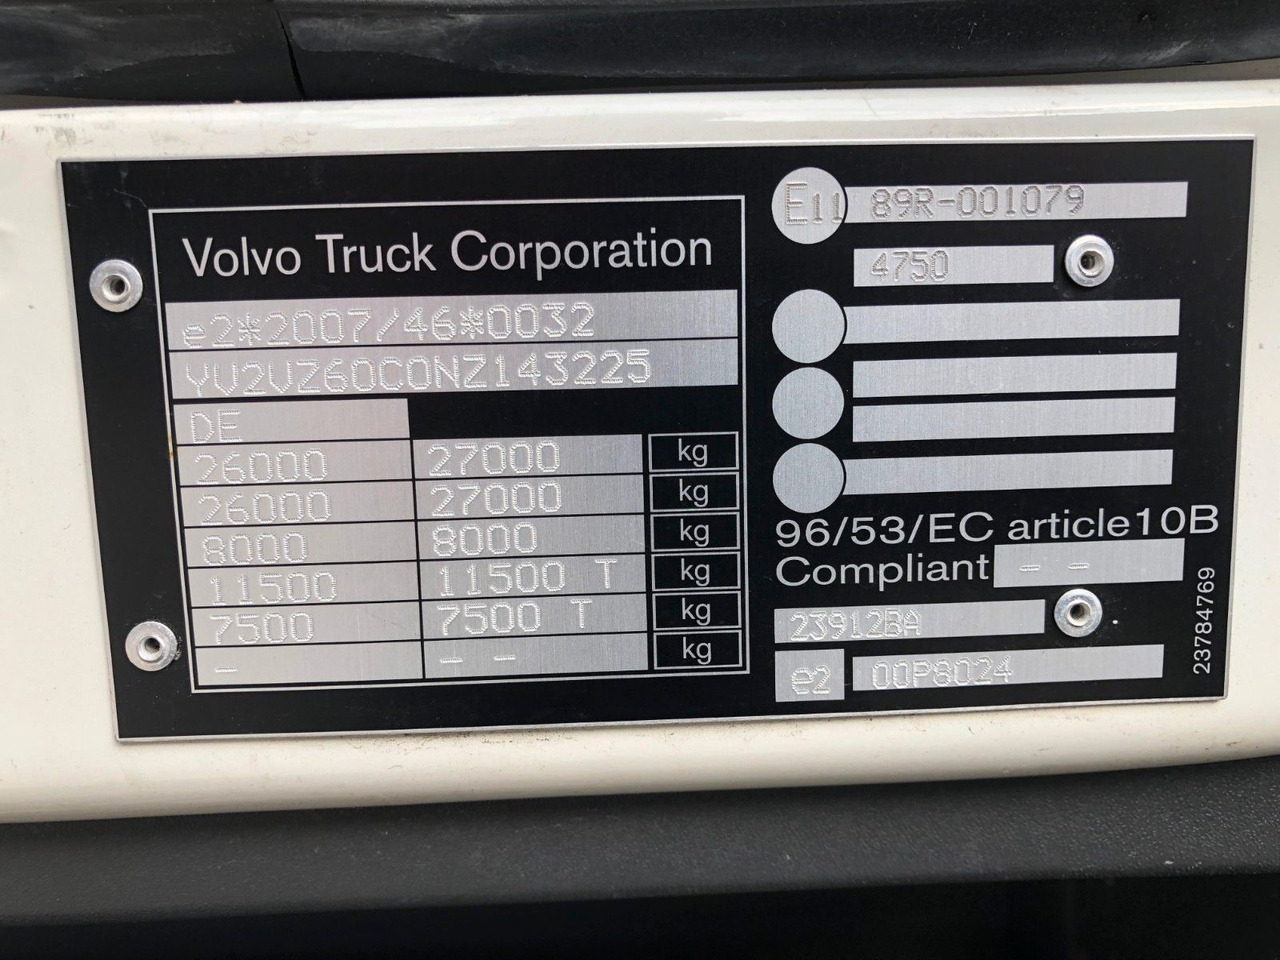 Volvo Truck Corporation
e2*2007/46*0032
YV2VZ60C0NZ143225
DE
26000 27000 kg
26000 27000 kg
8000 8000 kg
11500 11500 T kg
7500 7500 T kg
- - - kg
E11 89R-001079
4750
96/53/EC article10B
Compliant - -
23912BA
e2 00P8024
23784769